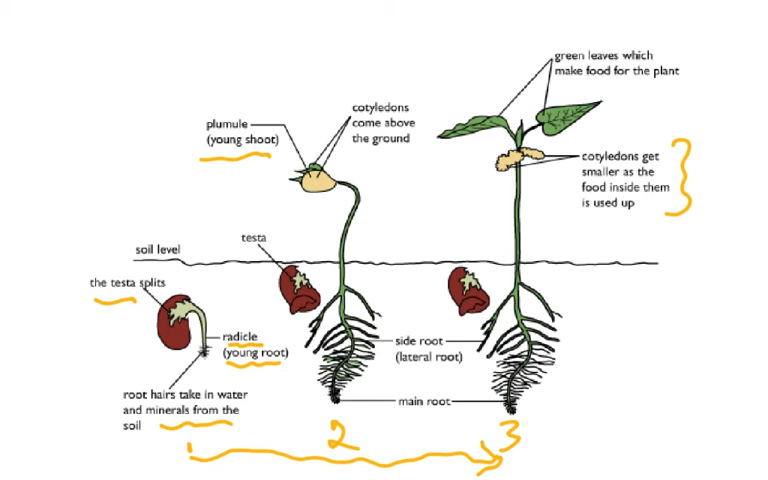 green leaves which
make food for the plant
cotyledons
come above
the ground
plumule
(young shoot)
cotyledons get
smaller as the
food inside them
is used up
testa
soil level
the testa splits
radicle
(young root)
side root
(lateral root)
root hairs take in water
and minerals from the
soil
main root
2
3